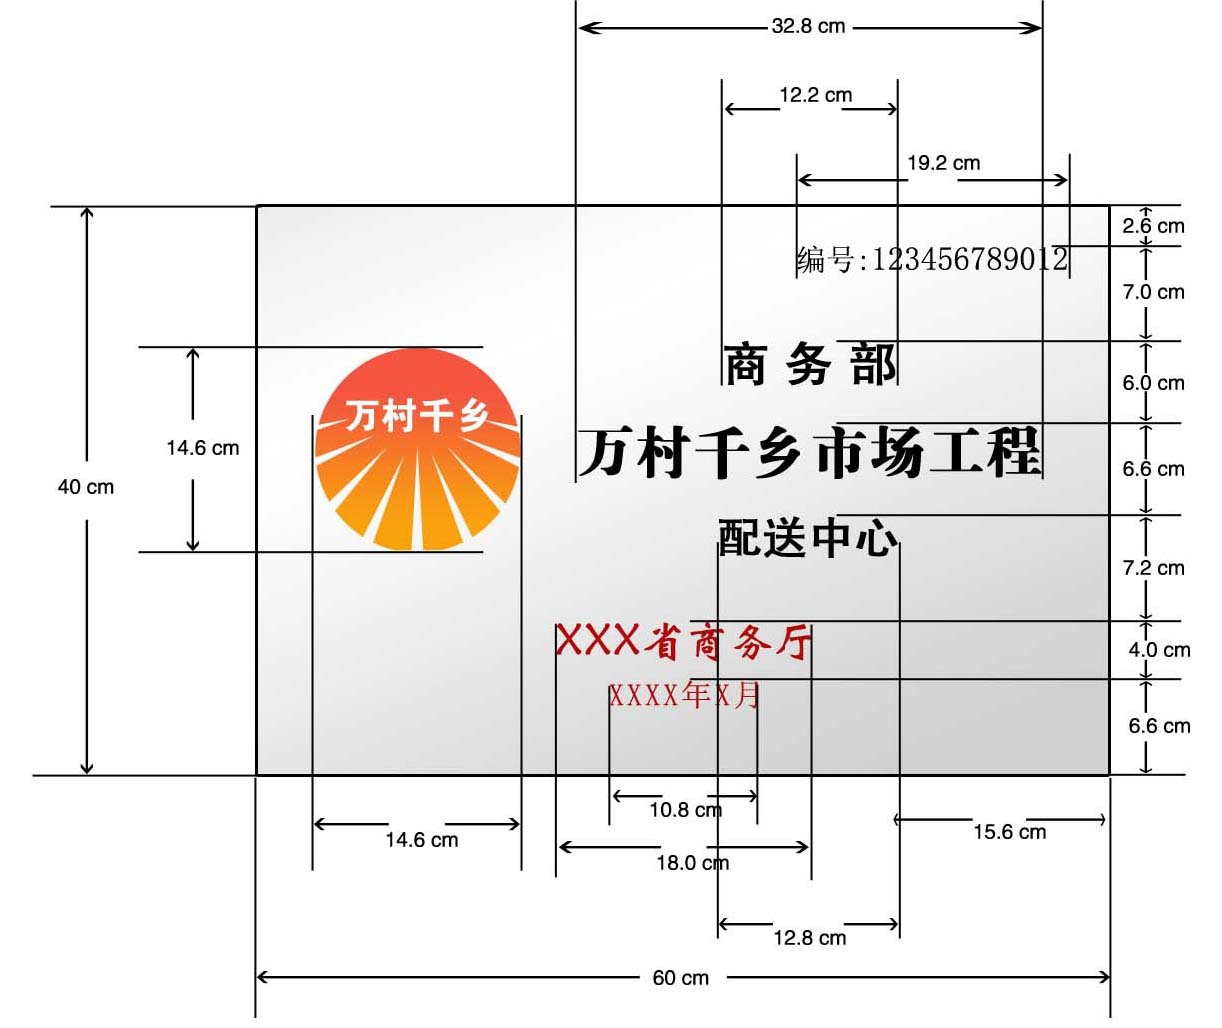 32.8 cm
12.2 cm
19.2 cm
2.6 cm
编号:123456789012
7.0 cm
商务部
6.0 cm
万村千乡
14.6 cm
万村千乡市场工程
6.6 cm
40 cm
配送中心
7.2 cm
XXX省商务厅
4.0 cm
XXXX年X月
6.6 cm
10.8 cm
15.6 cm
14.6 cm
18.0 cm
12.8 cm
60 cm